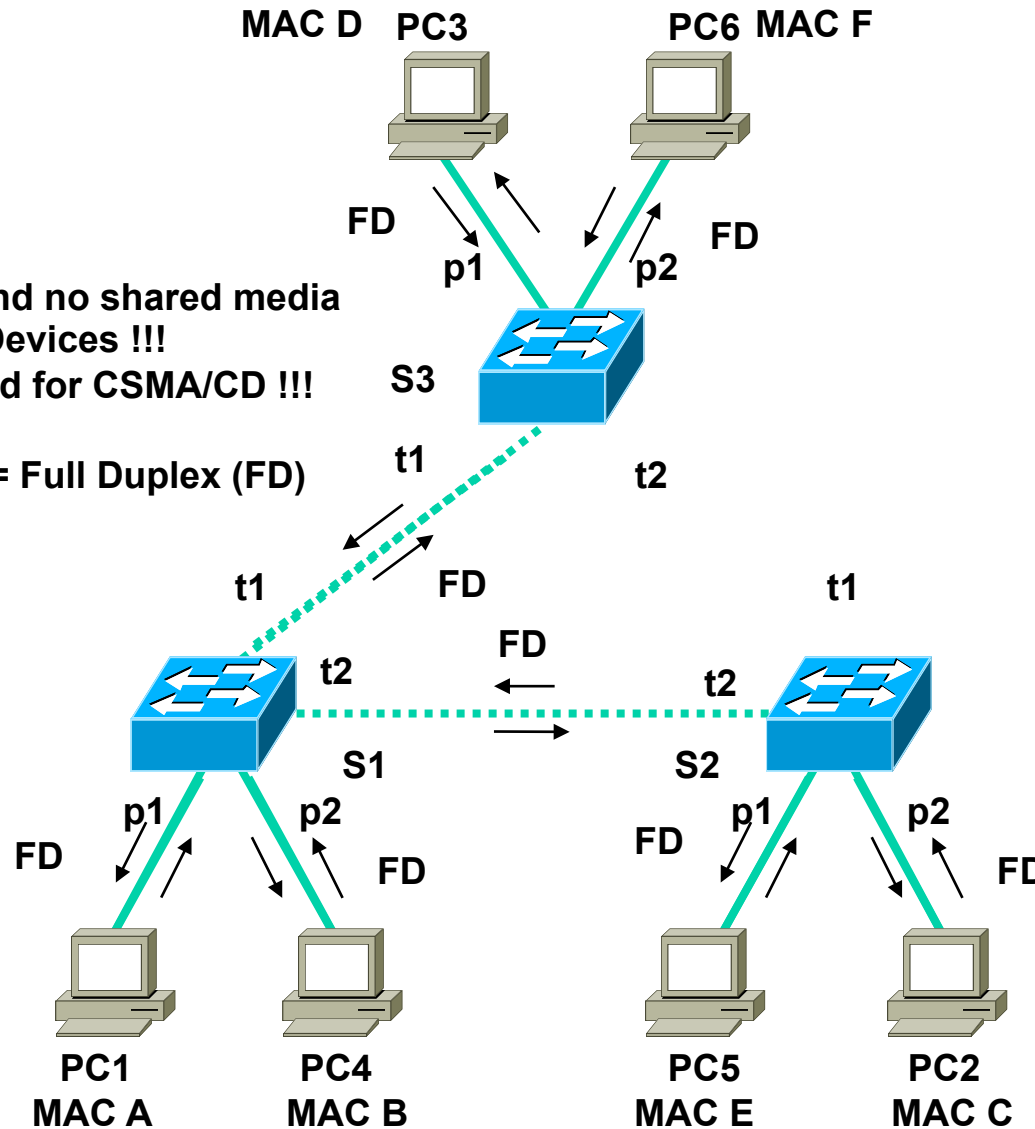 MAC D PC3
PC6 MAC F
FD
FD
p1
p2
nd no shared media
Devices !!!
d for CSMA/CD !!!
S3
= Full Duplex (FD)
t1
t2
t1
FD
t1
FD
t2
t2
S1
S2
p1
p2
p1
p2
FD
FD
FD
FD
PC1
PC4
PC5
PC2
MAC A
MAC B
MAC E
MAC C